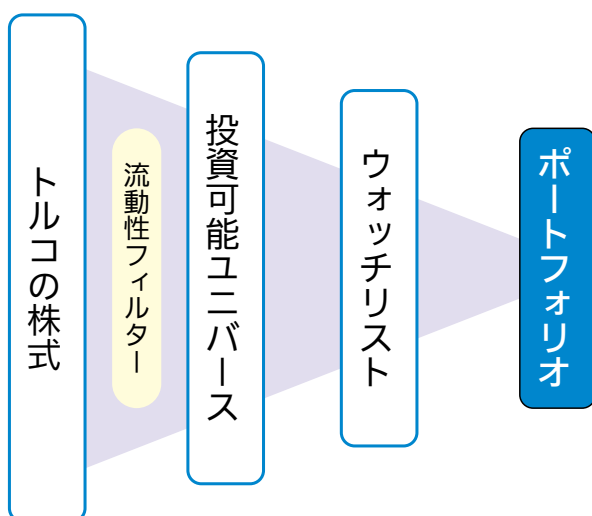 トルコの株式
流動性フィルター
投資可能ユニバース
ウォッチリスト
ポートフォリオ